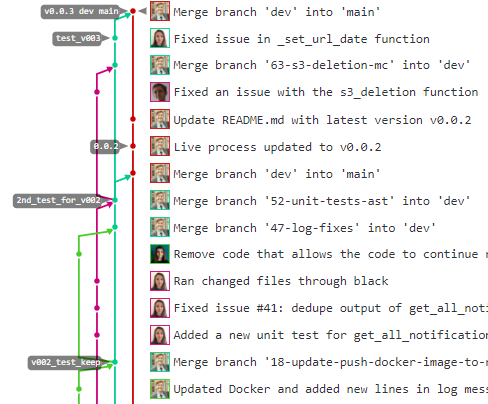 v0.0.3 dev main Merge branch 'dev' into 'main'
test_v003 Fixed issue in _set_url_date function
Merge branch '63-s3-deletion-mc' into 'dev'
Fixed an issue with the s3_deletion function
Update README.md with latest version v0.0.2
0.0.2 Live process updated to v0.0.2
Merge branch 'dev' into 'main'
2nd_test_for_v002 Merge branch '52-unit-tests-ast' into 'dev'
Merge branch '47-log-fixes' into 'dev'
Remove code that allows the code to continue
Ran changed files through black
Fixed issue #41: dedupe output of get_all_noti
Added a new unit test for get_all_notification
v002_test_keep Merge branch '18-update-push-docker-image-to-
Updated Docker and added new lines in log mes